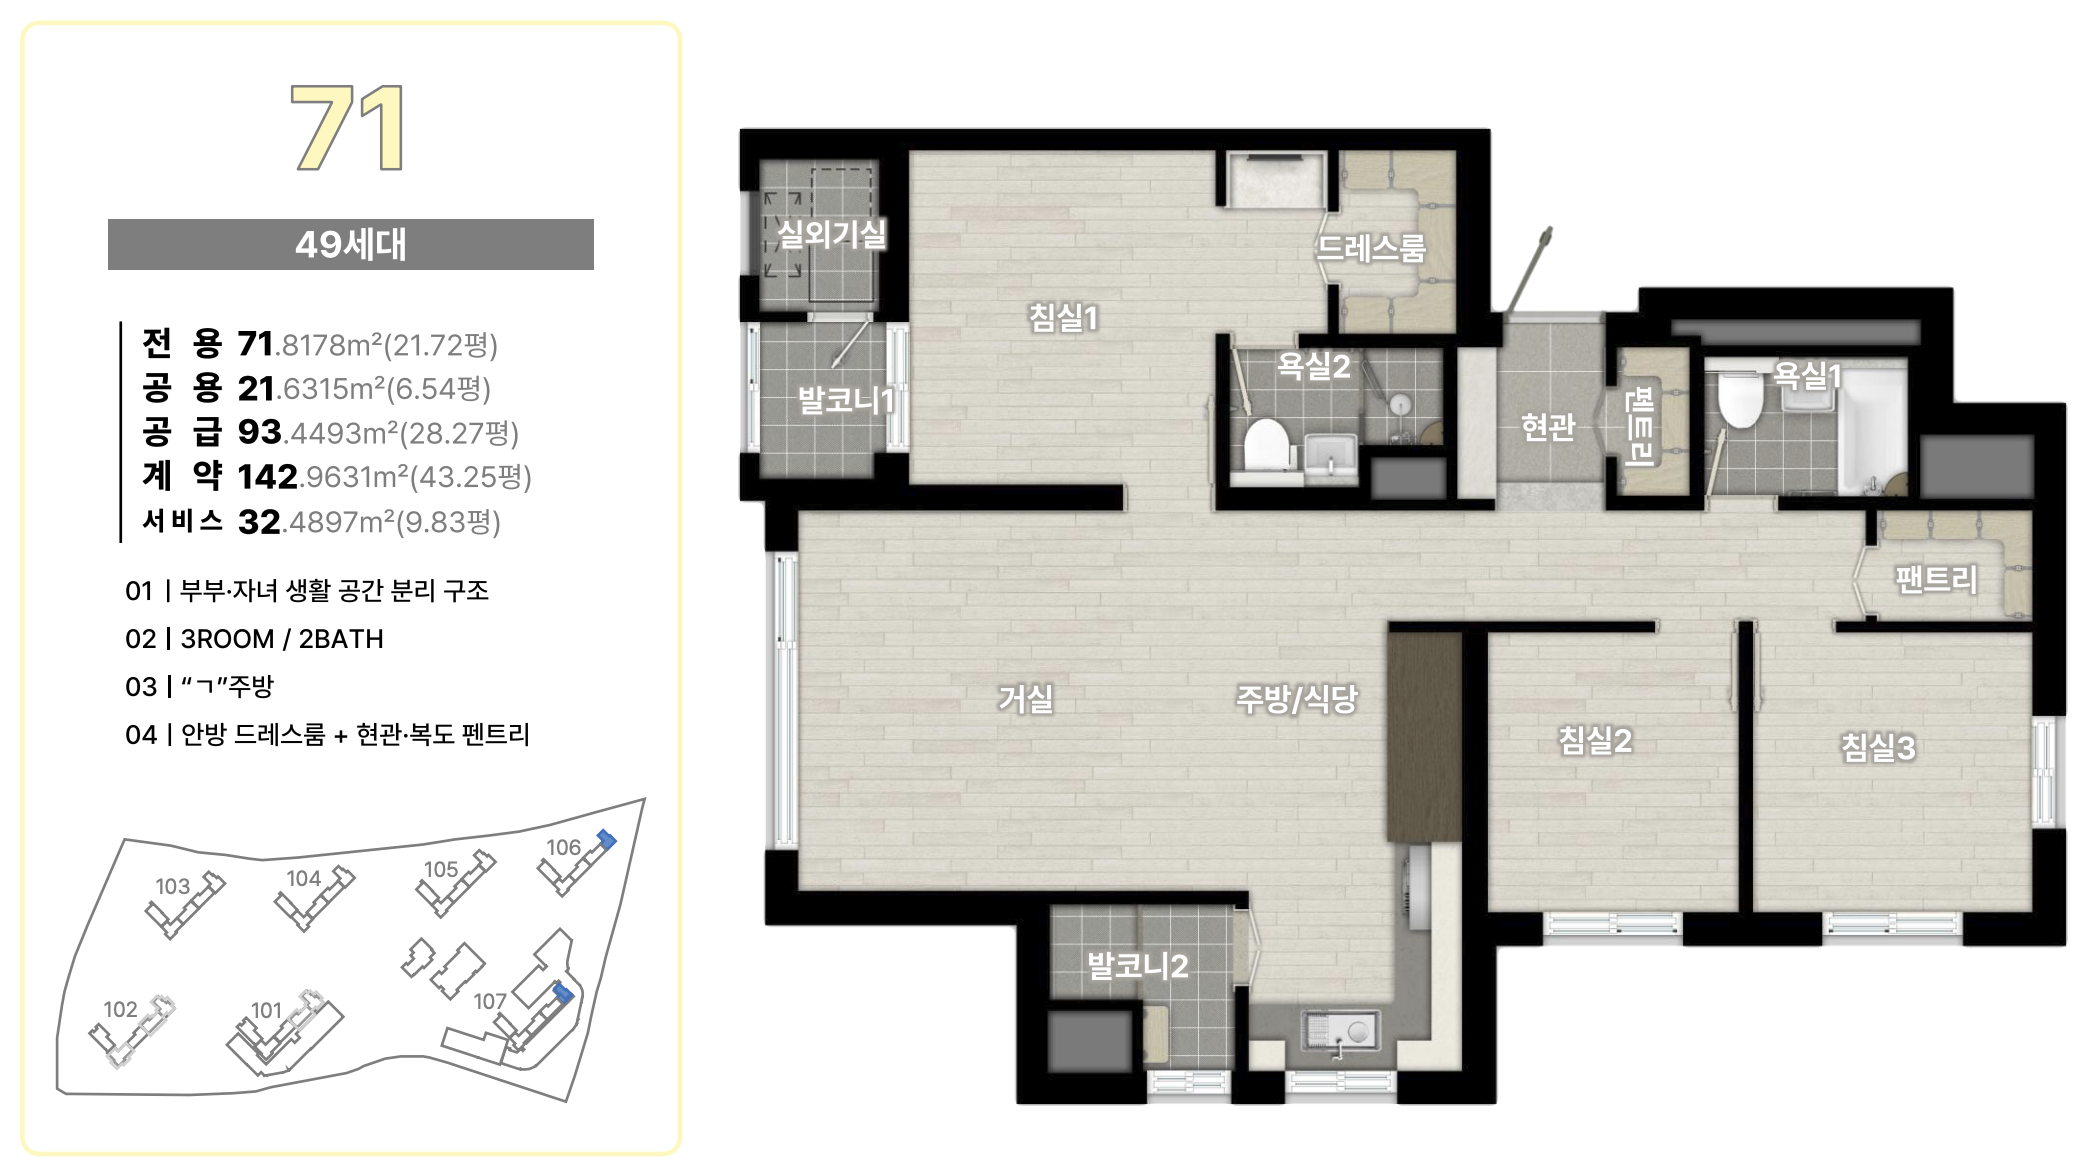 71
49세대
전 용 71.8178m²(21.72평)
공 용 21.6315m²(6.54평)
공 급 93.4493m²(28.27평)
계 약 142.9631m²(43.25평)
서비스 32.4897m²(9.83평)
01 | 부부·자녀 생활 공간 분리 구조
02 | 3ROOM / 2BATH
03 | “ㄱ”주방
04 | 안방 드레스룸 + 현관·복도 펜트리
103
104
105
106
102
101
107
실외기실
드레스룸
침실1
발코니1
욕실2
현관
펜트리
욕실1
팬트리
거실
주방/식당
침실2
침실3
발코니2